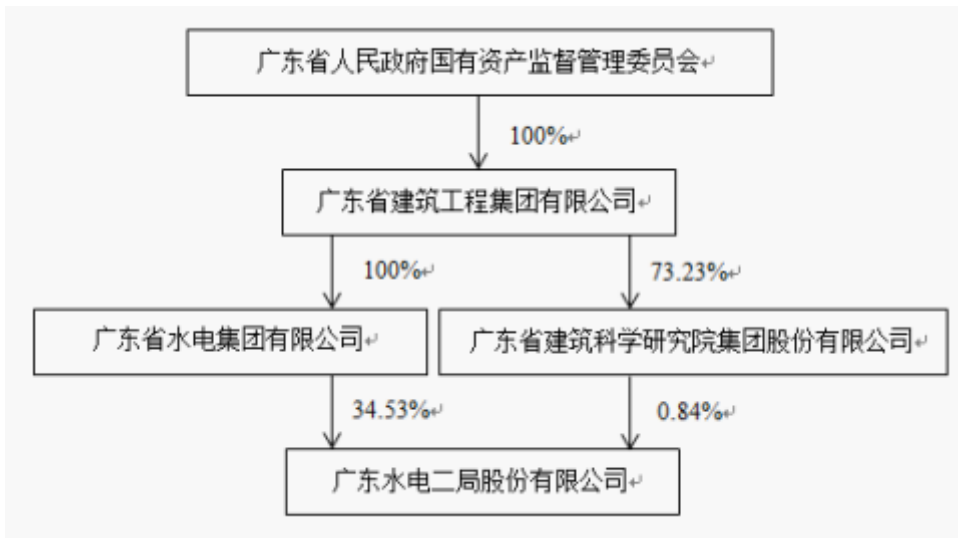 广东省人民政府国有资产监督管理委员会
100%
广东省建筑工程集团有限公司
100%
73.23%
广东省水电集团有限公司
广东省建筑科学研究院集团股份有限公司
34.53%
0.84%
广东水电二局股份有限公司